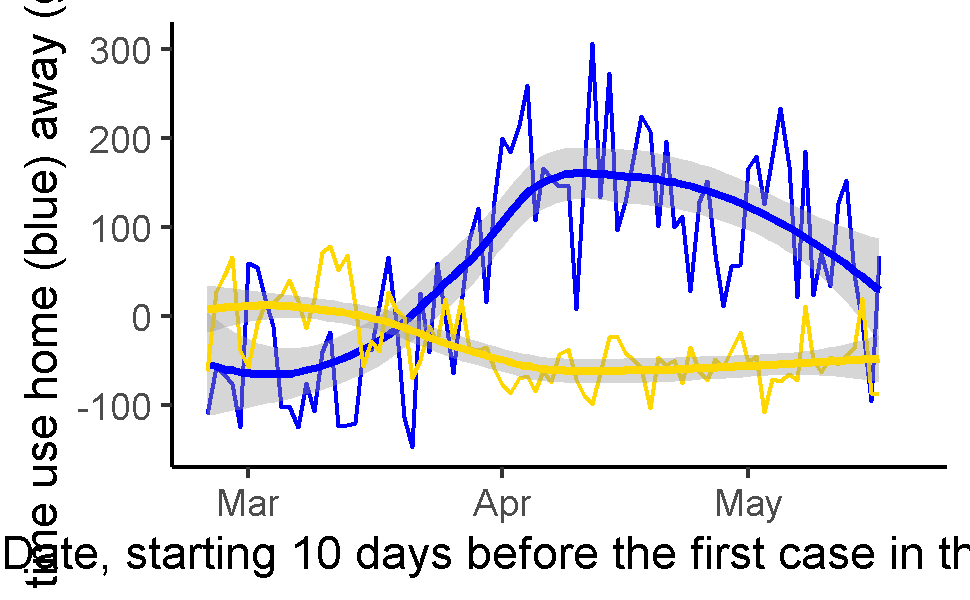 time use home (blue) away (
300
200
100
0
-100
Mar
Apr
May
Date, starting 10 days before the first case in th